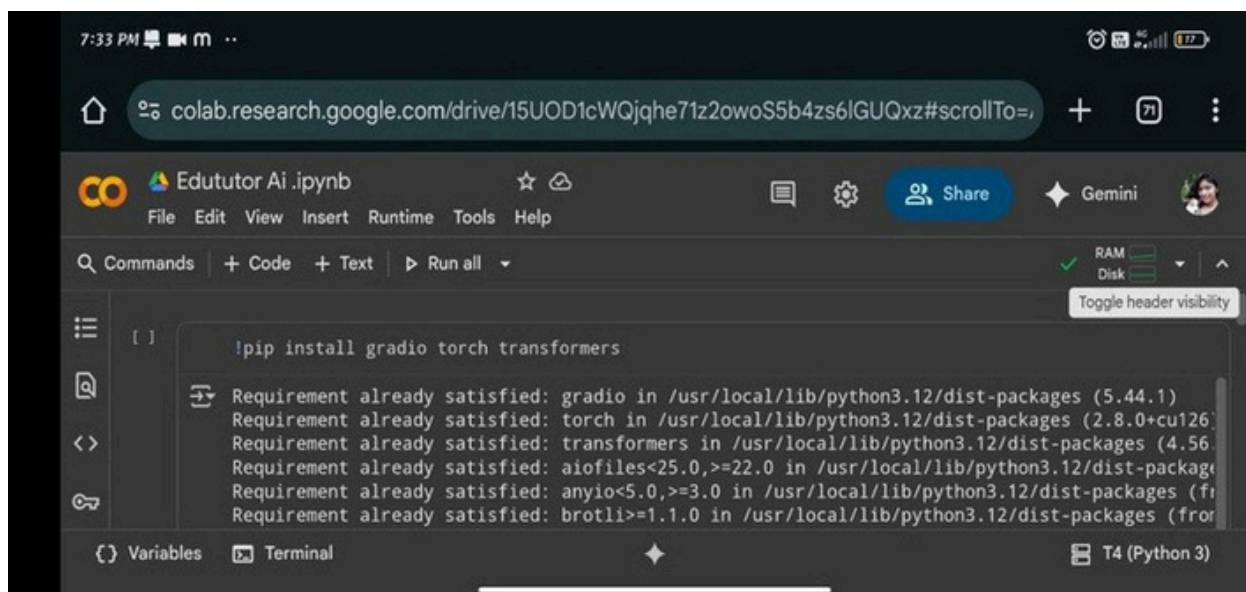 7:33 PM
4G
17
colab.research.google.com/drive/15UOD1cWQjqhe71z2owoS5b4zs6lGUQxz#scrollTo=
71
CO
Edututor Ai .ipynb
Share
Gemini
File Edit View Insert Runtime Tools Help
Commands + Code + Text Run all
RAM
Disk
Toggle header visibility
[ ]
!pip install gradio torch transformers
Requirement already satisfied: gradio in /usr/local/lib/python3.12/dist-packages (5.44.1)
Requirement already satisfied: torch in /usr/local/lib/python3.12/dist-packages (2.8.0+cu126
Requirement already satisfied: transformers in /usr/local/lib/python3.12/dist-packages (4.56.
Requirement already satisfied: aiofiles<25.0,>=22.0 in /usr/local/lib/python3.12/dist-package
Requirement already satisfied: anyio<5.0,>=3.0 in /usr/local/lib/python3.12/dist-packages (fr
Requirement already satisfied: brotli>=1.1.0 in /usr/local/lib/python3.12/dist-packages (from
{} Variables Terminal
T4 (Python 3)